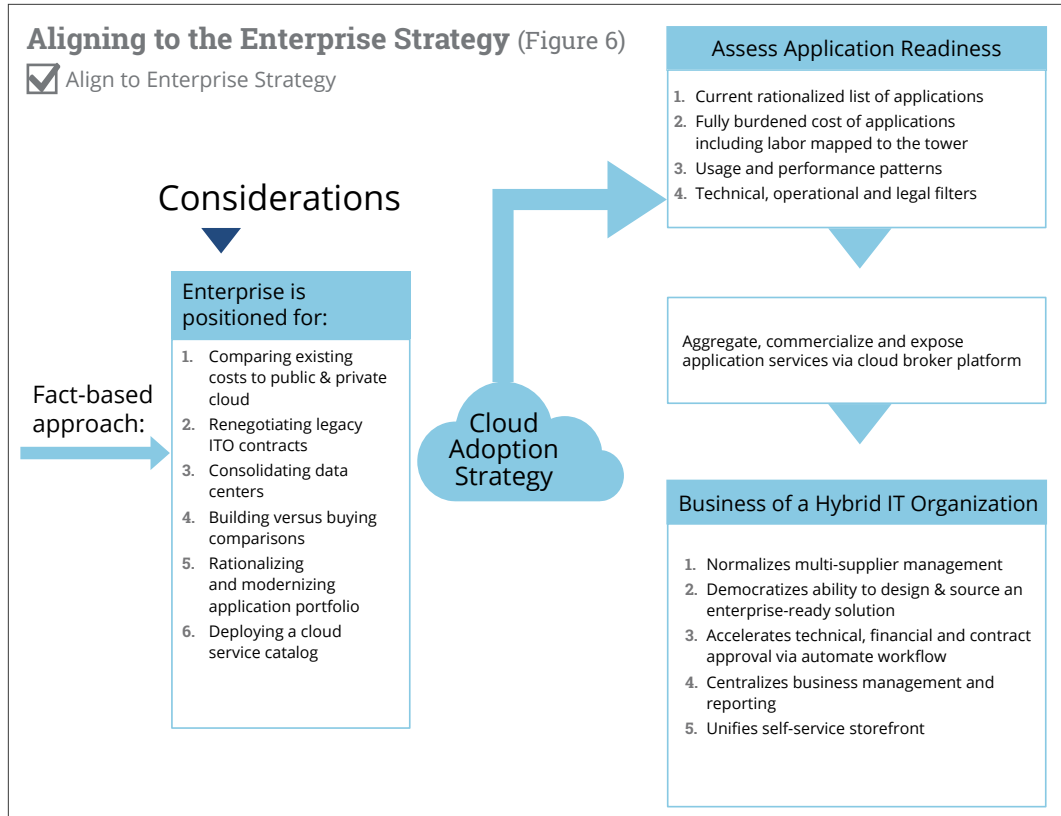 Aligning to the Enterprise Strategy (Figure 6)
Align to Enterprise Strategy
Considerations
Fact-based
approach:
Enterprise is
positioned for:
1. Comparing existing
costs to public & private
cloud
2. Renegotiating legacy
ITO contracts
3. Consolidating data
centers
4. Building versus buying
comparisons
5. Rationalizing
and modernizing
application portfolio
6. Deploying a cloud
service catalog
Cloud
Adoption
Strategy
Assess Application Readiness
1. Current rationalized list of applications
2. Fully burdened cost of applications
including labor mapped to the tower
3. Usage and performance patterns
4. Technical, operational and legal filters
Aggregate, commercialize and expose
application services via cloud broker platform
Business of a Hybrid IT Organization
1. Normalizes multi-supplier management
2. Democratizes ability to design & source an
enterprise-ready solution
3. Accelerates technical, financial and contract
approval via automate workflow
4. Centralizes business management and
reporting
5. Unifies self-service storefront